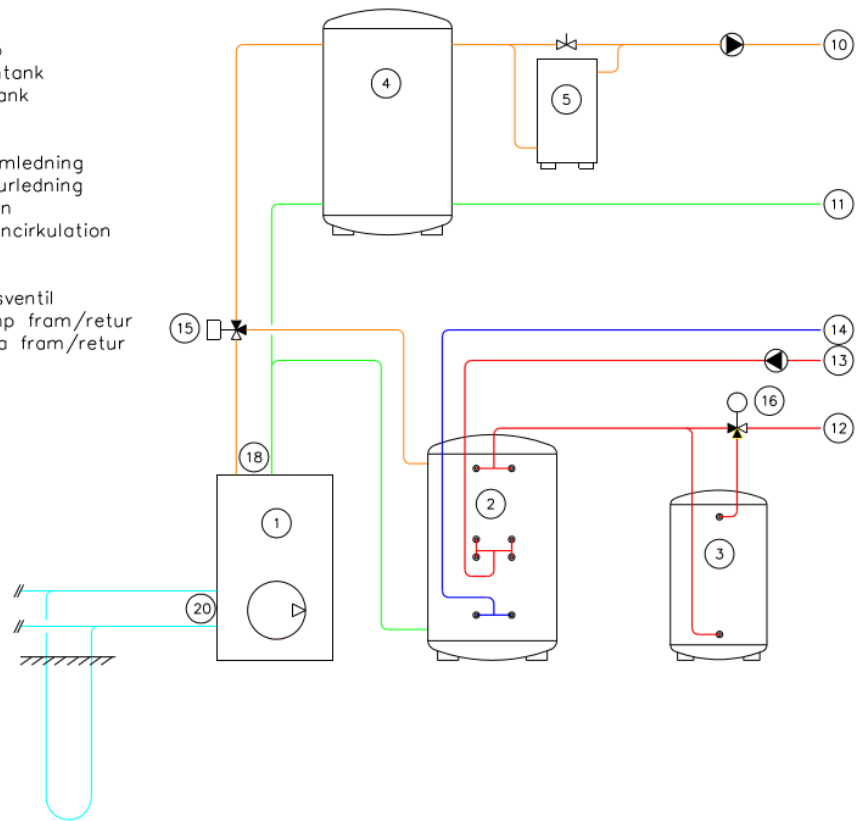 tank
ank
mledning
urledning
n
ncirkulation
sventil
np fram/retur
a fram/retur
4
5
10
11
15
14
13
16
12
18
1
2
3
20